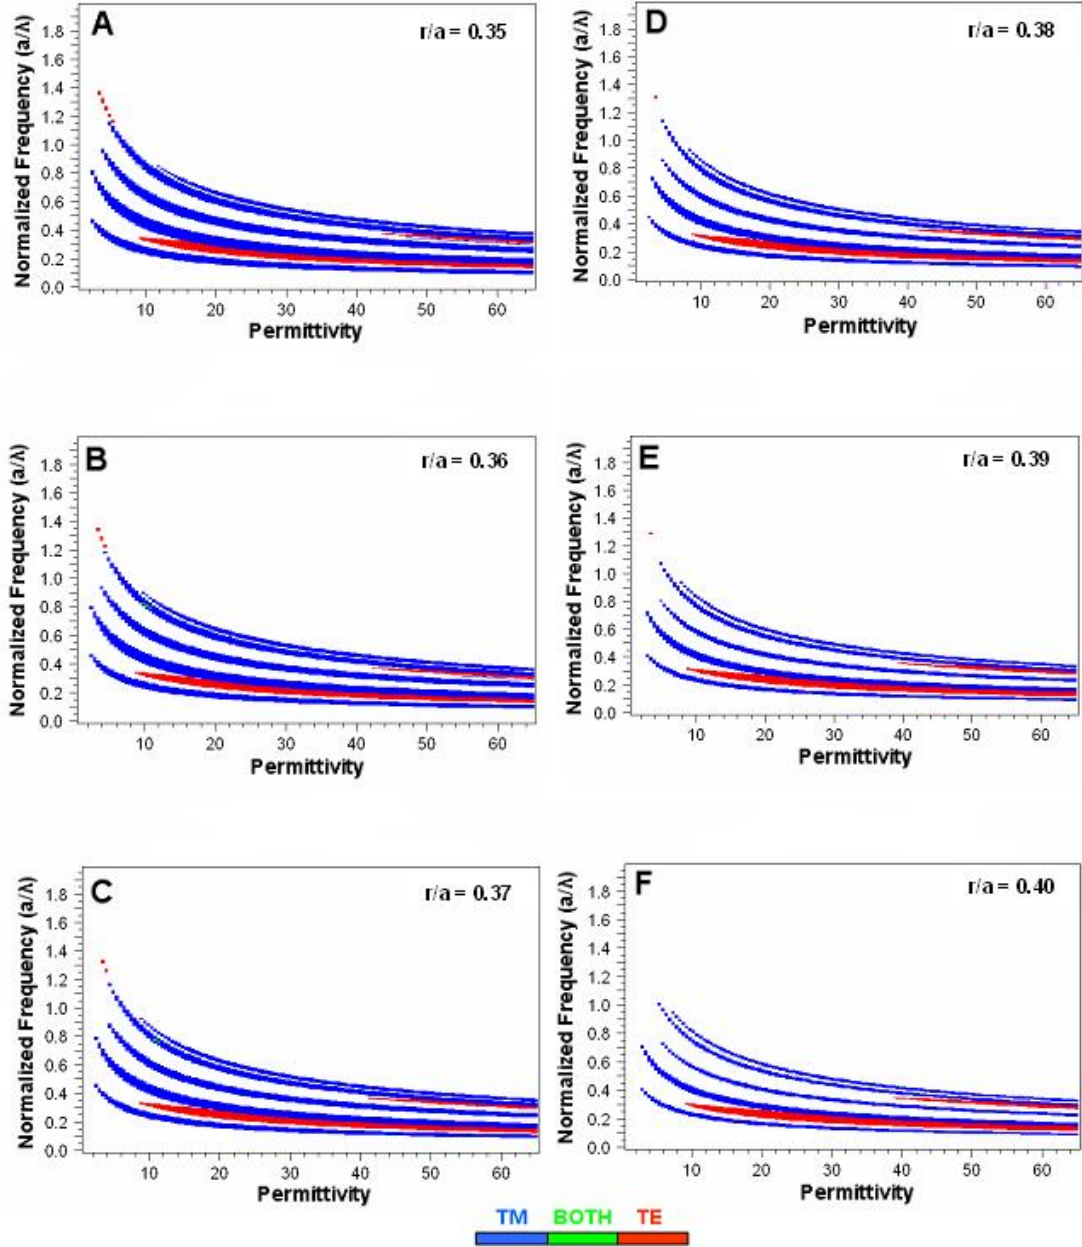 A
r/a = 0.35
Normalized Frequency (a/λ)
1.8
1.6
1.4
1.2
1.0
0.8
0.6
0.4
0.2
0.0
10 20 30 40 50 60
Permittivity
D
r/a = 0.38
Normalized Frequency (a/λ)
1.8
1.6
1.4
1.2
1.0
0.8
0.6
0.4
0.2
0.0
10 20 30 40 50 60
Permittivity
B
r/a = 0.36
Normalized Frequency (a/λ)
1.8
1.6
1.4
1.2
1.0
0.8
0.6
0.4
0.2
0.0
10 20 30 40 50 60
Permittivity
E
r/a = 0.39
Normalized Frequency (a/λ)
1.8
1.6
1.4
1.2
1.0
0.8
0.6
0.4
0.2
0.0
10 20 30 40 50 60
Permittivity
C
r/a = 0.37
Normalized Frequency (a/λ)
1.8
1.6
1.4
1.2
1.0
0.8
0.6
0.4
0.2
0.0
10 20 30 40 50 60
Permittivity
F
r/a = 0.40
Normalized Frequency (a/λ)
1.8
1.6
1.4
1.2
1.0
0.8
0.6
0.4
0.2
0.0
10 20 30 40 50 60
Permittivity
TM BOTH TE